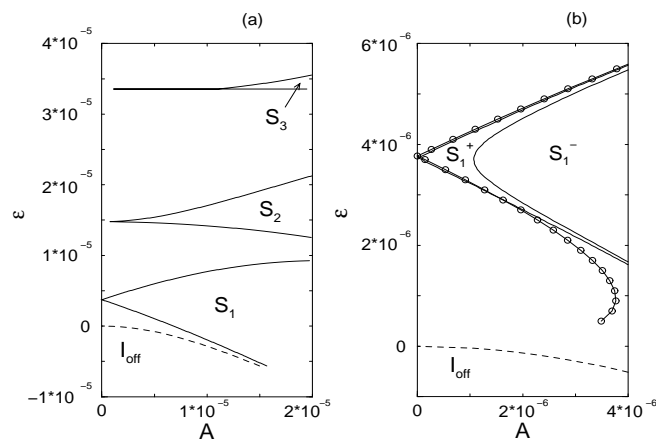 (a)
4*10⁻⁵
3*10⁻⁵
2*10⁻⁵
1*10⁻⁵
0
−1*10⁻⁵
ε
S₃
S₂
S₁
I_off
0
1*10⁻⁵
2*10⁻⁵
A
(b)
6*10⁻⁶
4*10⁻⁶
2*10⁻⁶
0
ε
S₁⁺
S₁⁻
I_off
0
2*10⁻⁶
4*10⁻⁶
A